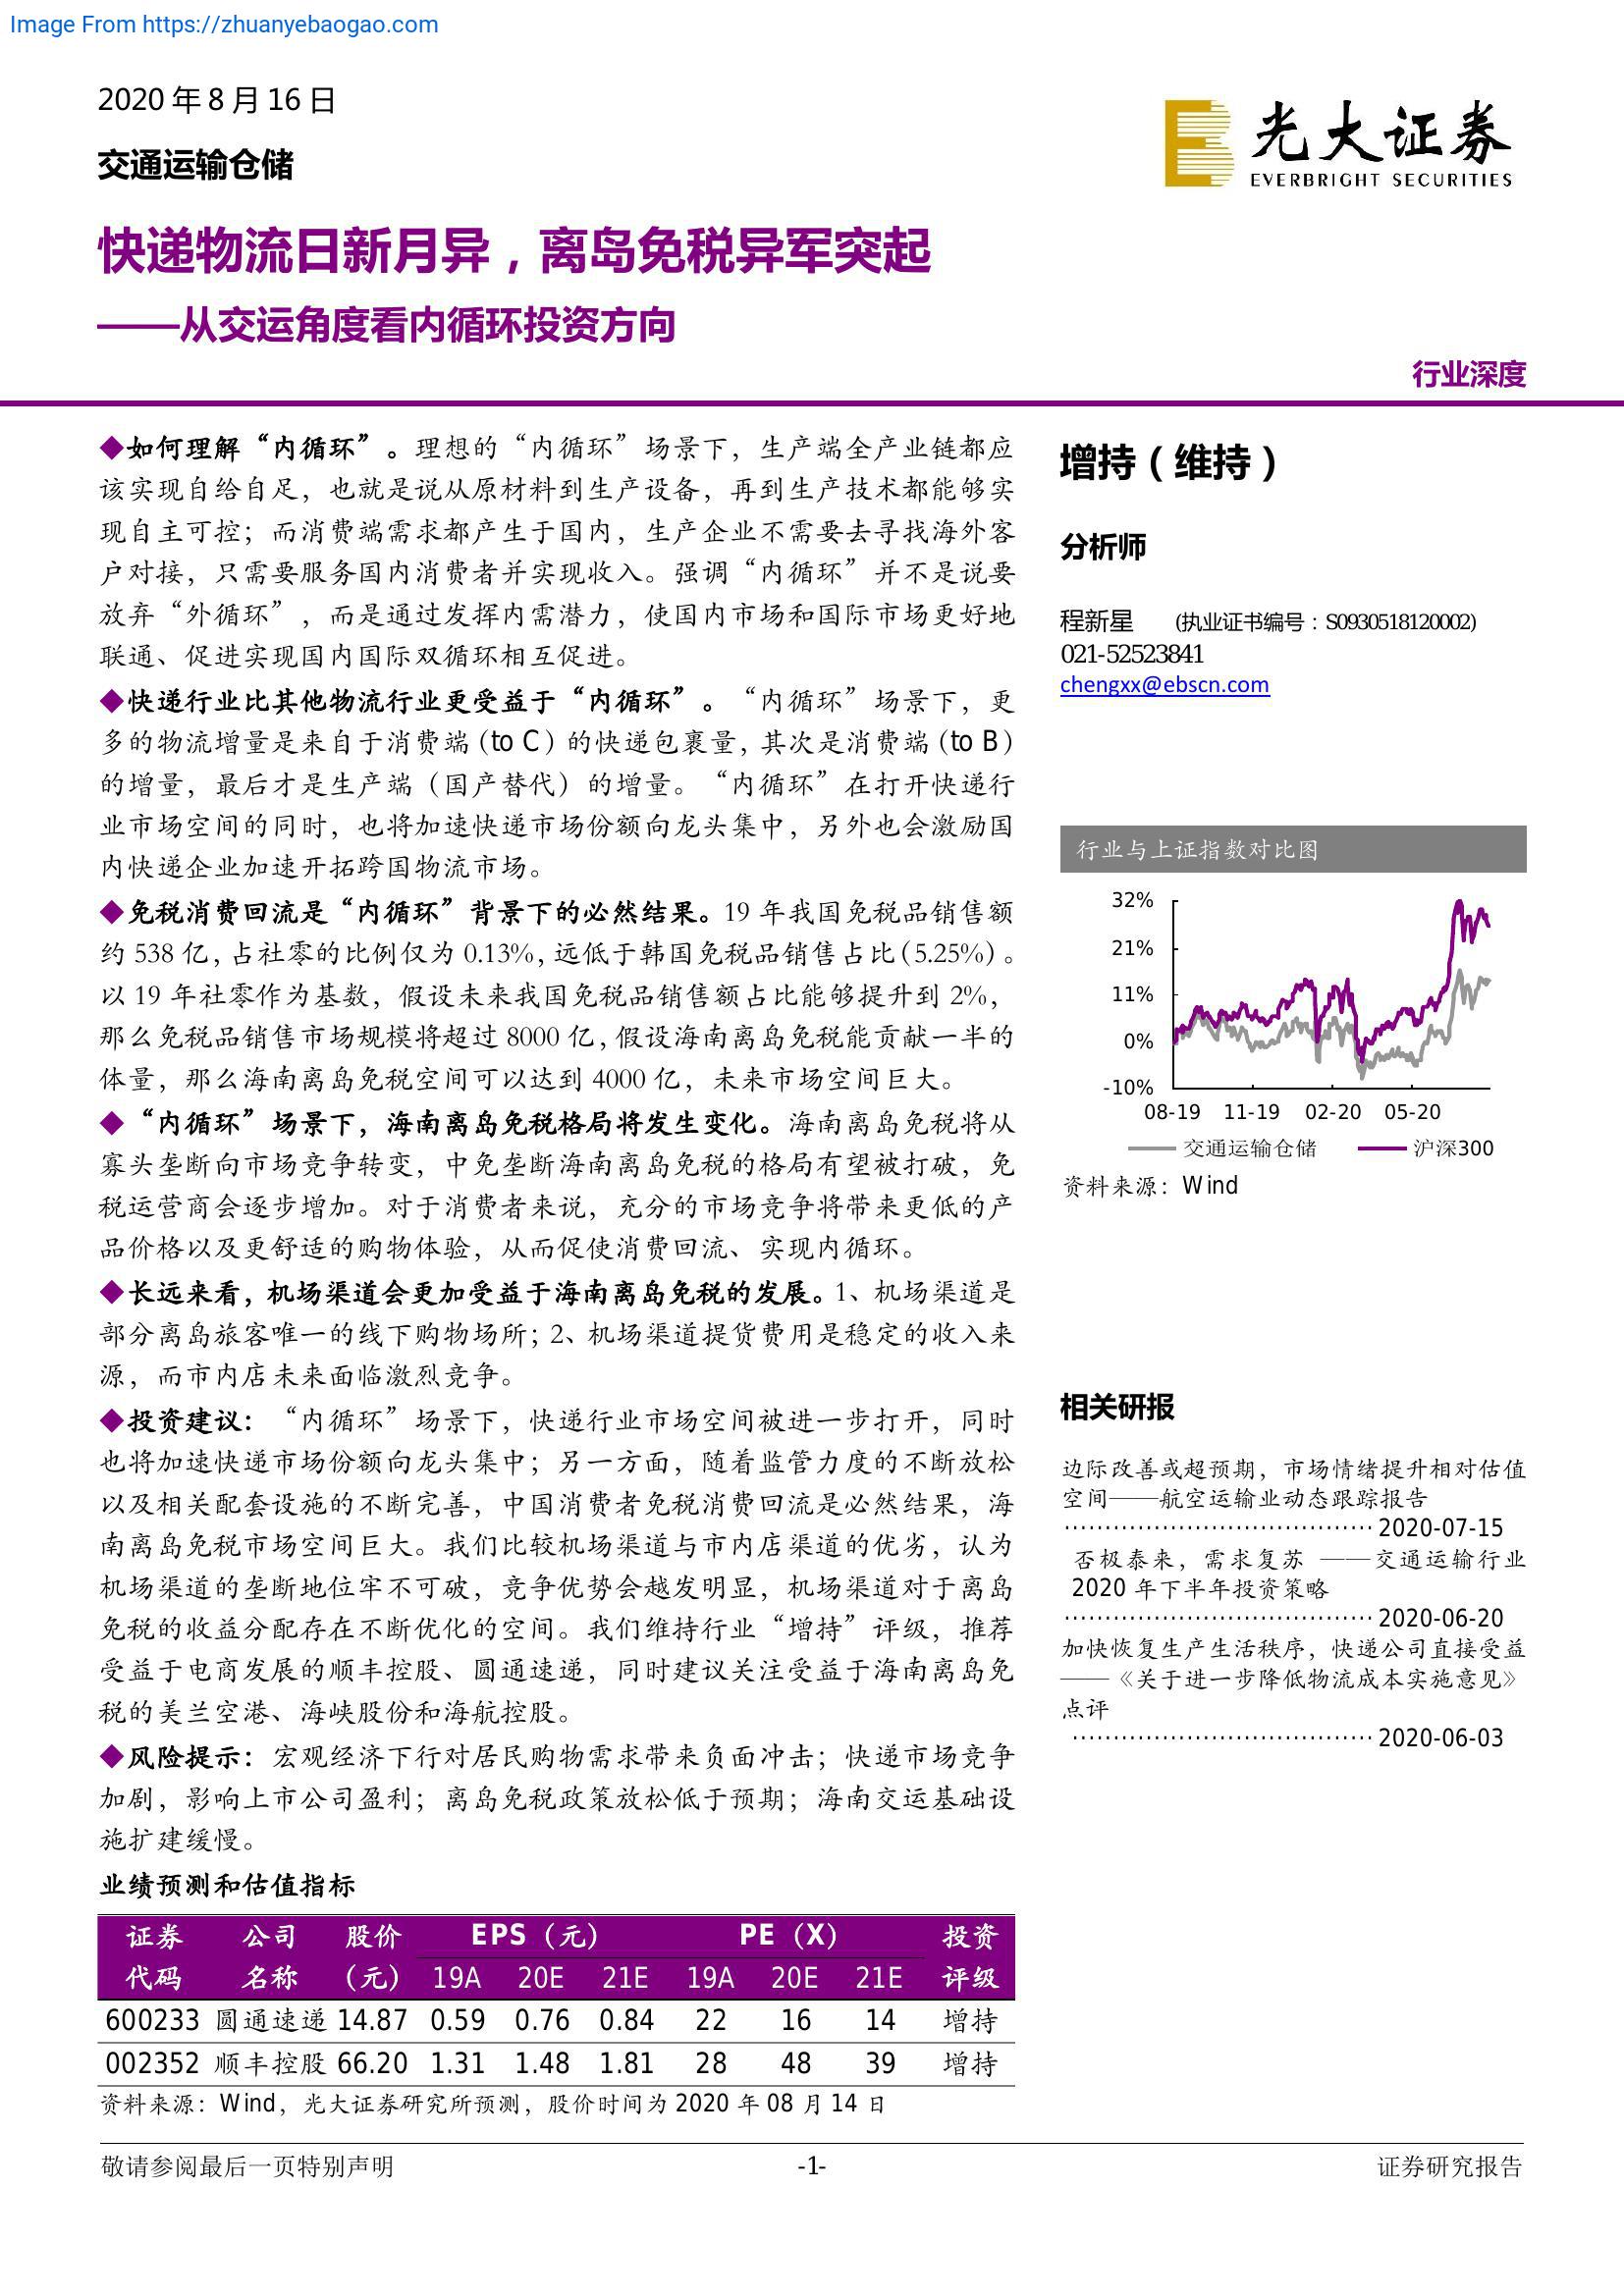 Image From https://zhuanyebaogao.com
2020 年 8 月 16 日
交通运输仓储
光大证券
EVERBRIGHT SECURITIES
快递物流日新月异，离岛免税异军突起
——从交运角度看内循环投资方向
行业深度
◆如何理解“内循环”。理想的“内循环”场景下，生产端全产业链都应
该实现自给自足，也就是说从原材料到生产设备，再到生产技术都能够实
现自主可控；而消费端需求都产生于国内，生产企业不需要去寻找海外客
户对接，只需要服务国内消费者并实现收入。强调“内循环”并不是说要
放弃“外循环”，而是通过发挥内需潜力，使国内市场和国际市场更好地
联通、促进实现国内国际双循环相互促进。
◆快递行业比其他物流行业更受益于“内循环”。“内循环”场景下，更
多的物流增量是来自于消费端（to C）的快递包裹量，其次是消费端（to B）
的增量，最后才是生产端（国产替代）的增量。“内循环”在打开快递行
业市场空间的同时，也将加速快递市场份额向龙头集中，另外也会激励国
内快递企业加速开拓跨国物流市场。
◆免税消费回流是“内循环”背景下的必然结果。19 年我国免税品销售额
约 538 亿，占社零的比例仅为 0.13%，远低于韩国免税品销售占比（5.25%）。
以 19 年社零作为基数，假设未来我国免税品销售额占比能够提升到 2%，
那么免税品销售市场规模将超过 8000 亿，假设海南离岛免税能贡献一半的
体量，那么海南离岛免税空间可以达到 4000 亿，未来市场空间巨大。
◆“内循环”场景下，海南离岛免税格局将发生变化。海南离岛免税将从
寡头垄断向市场竞争转变，中免垄断海南离岛免税的格局有望被打破，免
税运营商会逐步增加。对于消费者来说，充分的市场竞争将带来更低的产
品价格以及更舒适的购物体验，从而促使消费回流、实现内循环。
◆长远来看，机场渠道会更加受益于海南离岛免税的发展。1、机场渠道是
部分离岛旅客唯一的线下购物场所；2、机场渠道提货费用是稳定的收入来
源，而市内店未来面临激烈竞争。
◆投资建议：“内循环”场景下，快递行业市场空间被进一步打开，同时
也将加速快递市场份额向龙头集中；另一方面，随着监管力度的不断放松
以及相关配套设施的不断完善，中国消费者免税消费回流是必然结果，海
南离岛免税市场空间巨大。我们比较机场渠道与市内店渠道的优劣，认为
机场渠道的垄断地位牢不可破，竞争优势会越发明显，机场渠道对于离岛
免税的收益分配存在不断优化的空间。我们维持行业“增持”评级，推荐
受益于电商发展的顺丰控股、圆通速递，同时建议关注受益于海南离岛免
税的美兰空港、海峡股份和海航控股。
◆风险提示：宏观经济下行对居民购物需求带来负面冲击；快递市场竞争
加剧，影响上市公司盈利；离岛免税政策放松低于预期；海南交运基础设
施扩建缓慢。
业绩预测和估值指标
证券 公司 股价 EPS（元） PE（X） 投资
代码 名称 （元） 19A 20E 21E 19A 20E 21E 评级
600233 圆通速递 14.87 0.59 0.76 0.84 22 16 14 增持
002352 顺丰控股 66.20 1.31 1.48 1.81 28 48 39 增持
资料来源：Wind，光大证券研究所预测，股价时间为 2020 年 08 月 14 日
增持（维持）
分析师
程新星 (执业证书编号：S0930518120002)
021-52523841
chengxx@ebscn.com
行业与上证指数对比图
32%
21%
11%
0%
-10%
08-19 11-19 02-20 05-20
交通运输仓储 沪深300
资料来源：Wind
相关研报
边际改善或超预期，市场情绪提升相对估值
空间——航空运输业动态跟踪报告
······································ 2020-07-15
否极泰来，需求复苏 ——交通运输行业
2020 年下半年投资策略
······································ 2020-06-20
加快恢复生产生活秩序，快递公司直接受益
——《关于进一步降低物流成本实施意见》
点评
····································· 2020-06-03
敬请参阅最后一页特别声明 -1- 证券研究报告